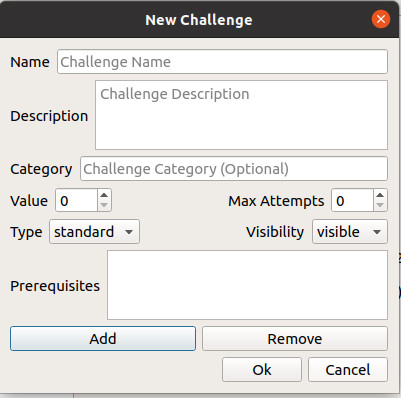 New Challenge
Name Challenge Name
Description Challenge Description
Category Challenge Category (Optional)
Value 0 Max Attempts 0
Type standard Visibility visible
Prerequisites
Add Remove
Ok Cancel